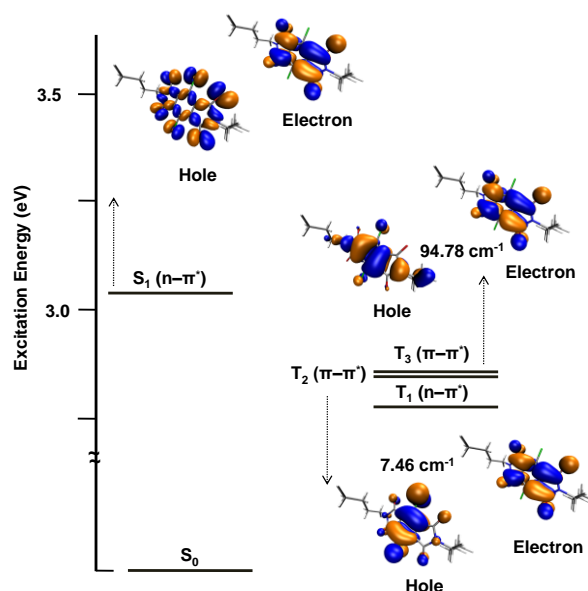 Excitation Energy (eV)
3.5
3.0
≈
Electron
Hole
S₁ (n–π*)
94.78 cm⁻¹
Electron
Hole
T₃ (π–π*)
T₂ (π–π*)
T₁ (n–π*)
7.46 cm⁻¹
Electron
Hole
S₀